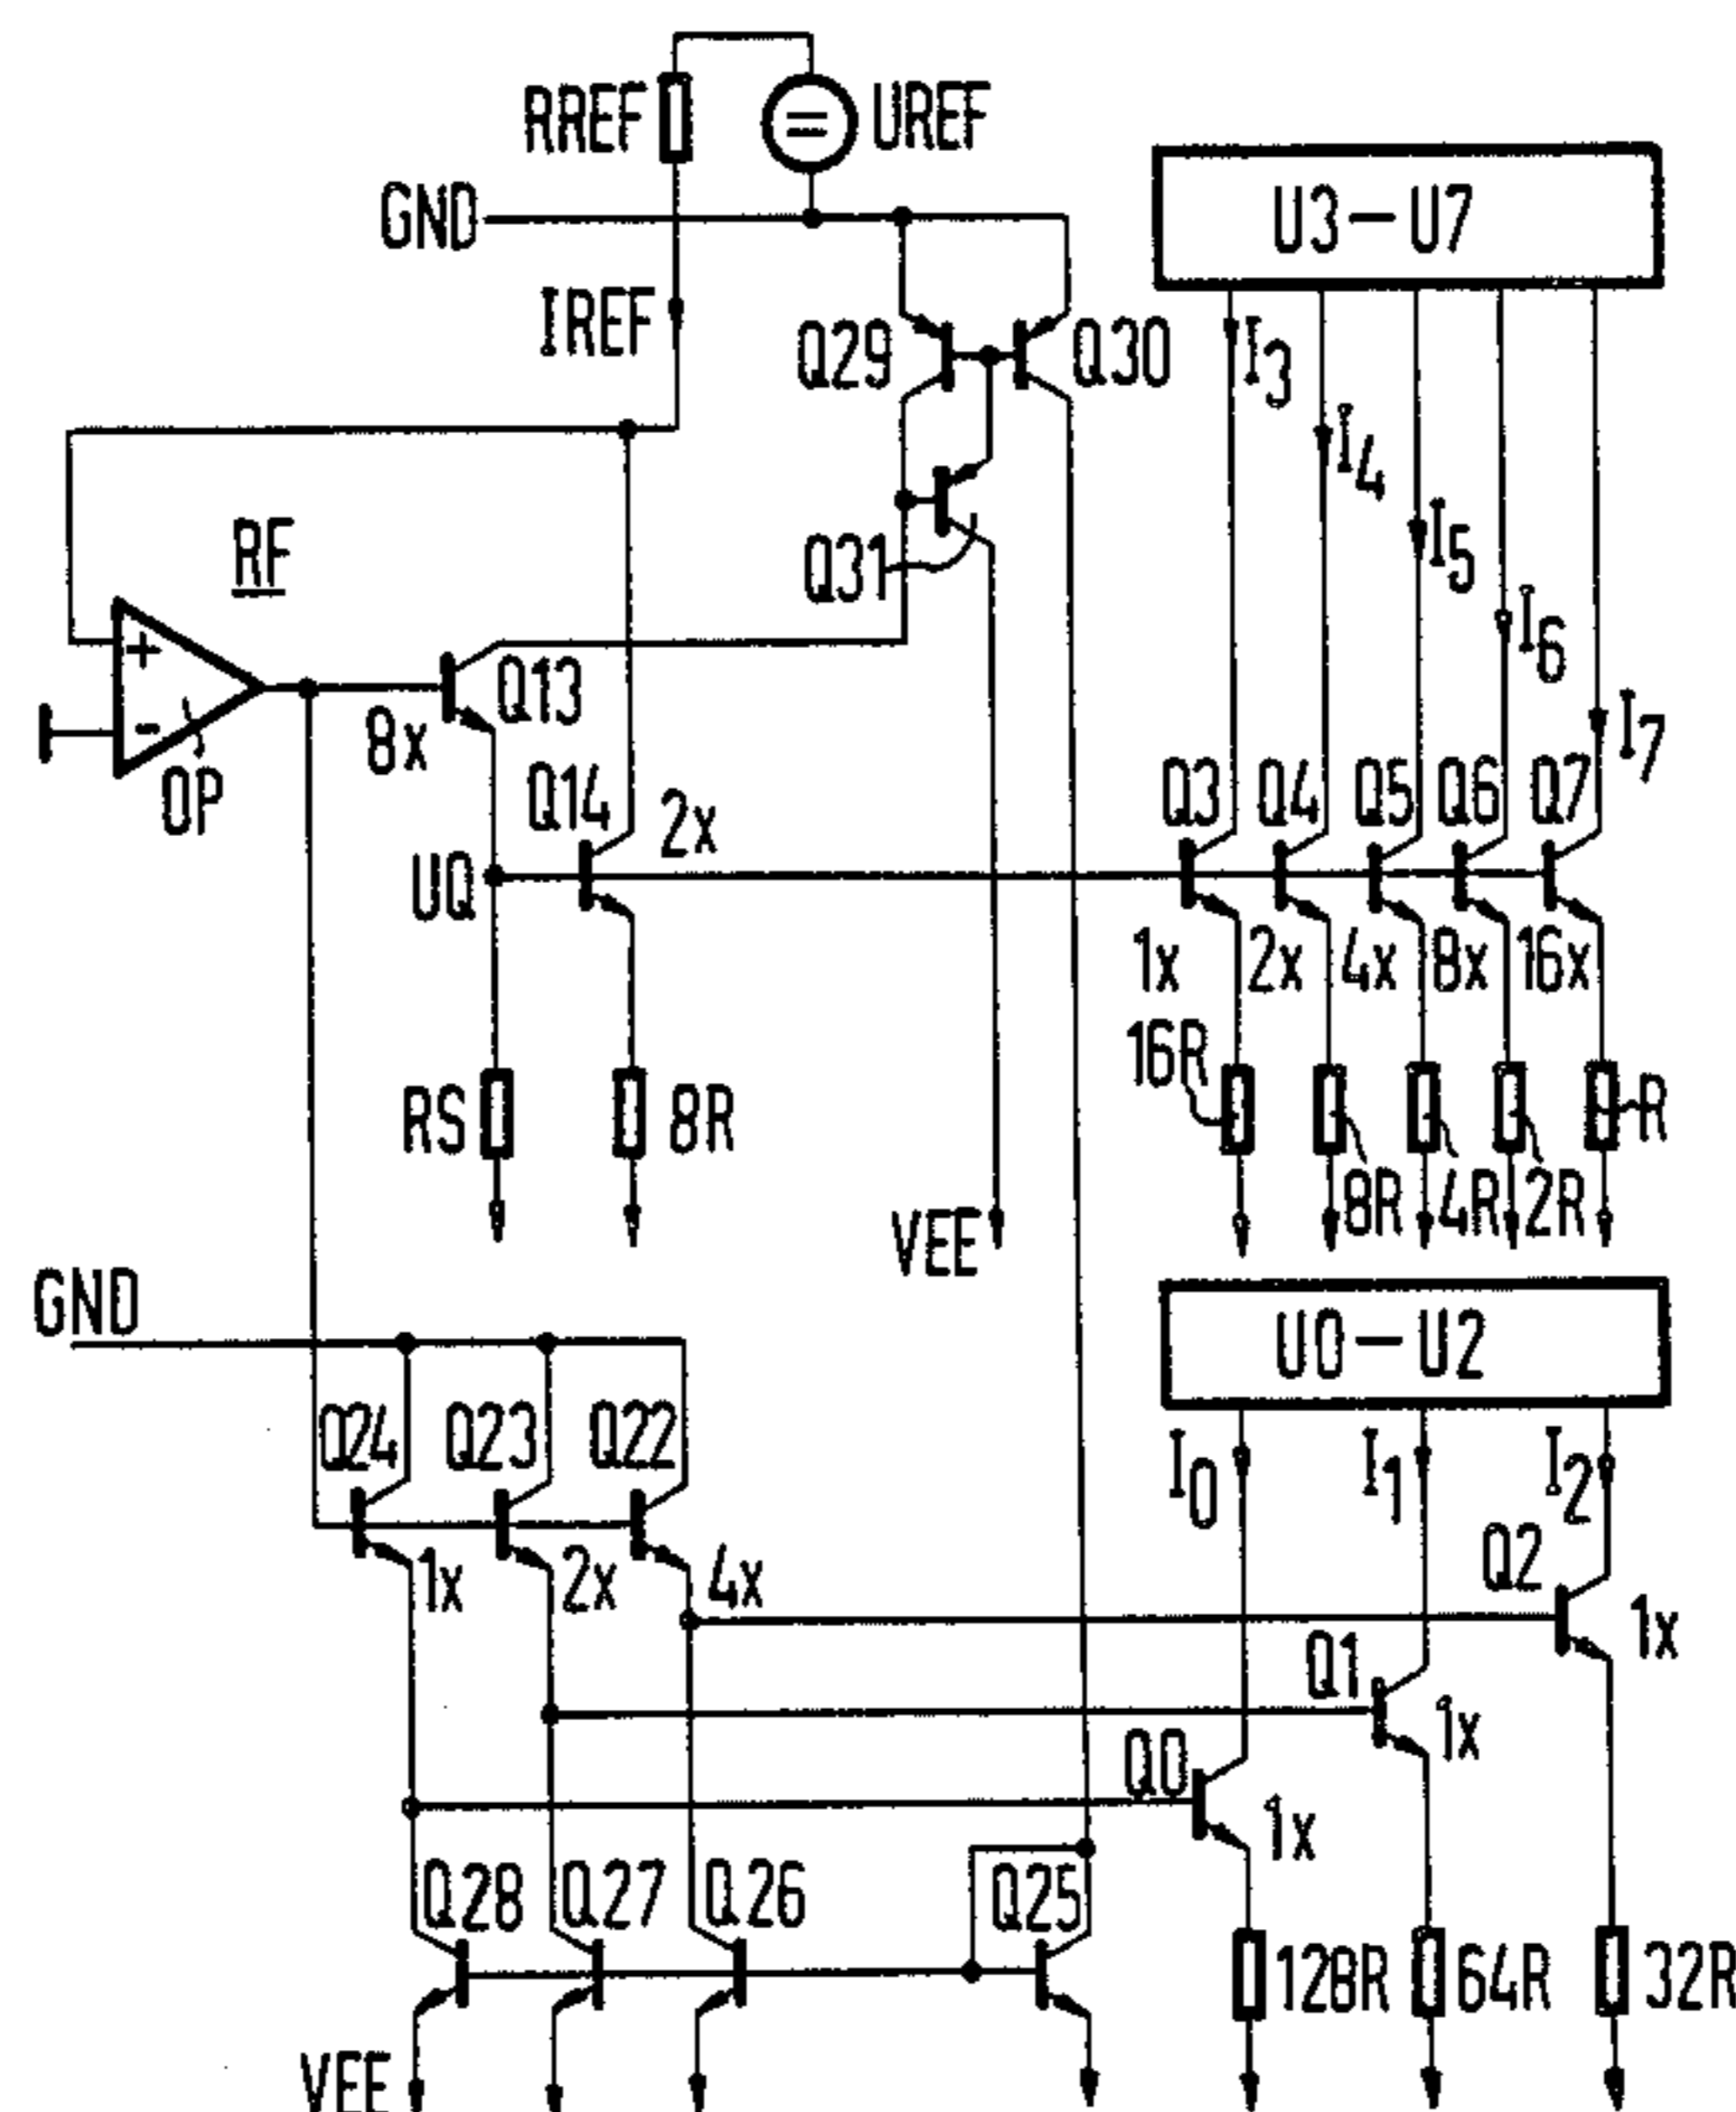 RREF
UREF
U3-U7
GND
IREF
Q29
Q30
I3
I4
I5
I6
I7
RF
Q31
+
-
OP
Q13
8x
Q14
2x
UQ
Q3
Q4
Q5
Q6
Q7
1x
2x
4x
8x
16x
16R
RS
8R
R
8R
4R
2R
VEE
GND
U0-U2
Q24
Q23
Q22
I0
I1
I2
1x
2x
4x
Q2
1x
Q1
1x
Q0
1x
Q28
Q27
Q26
Q25
128R
64R
32R
VEE